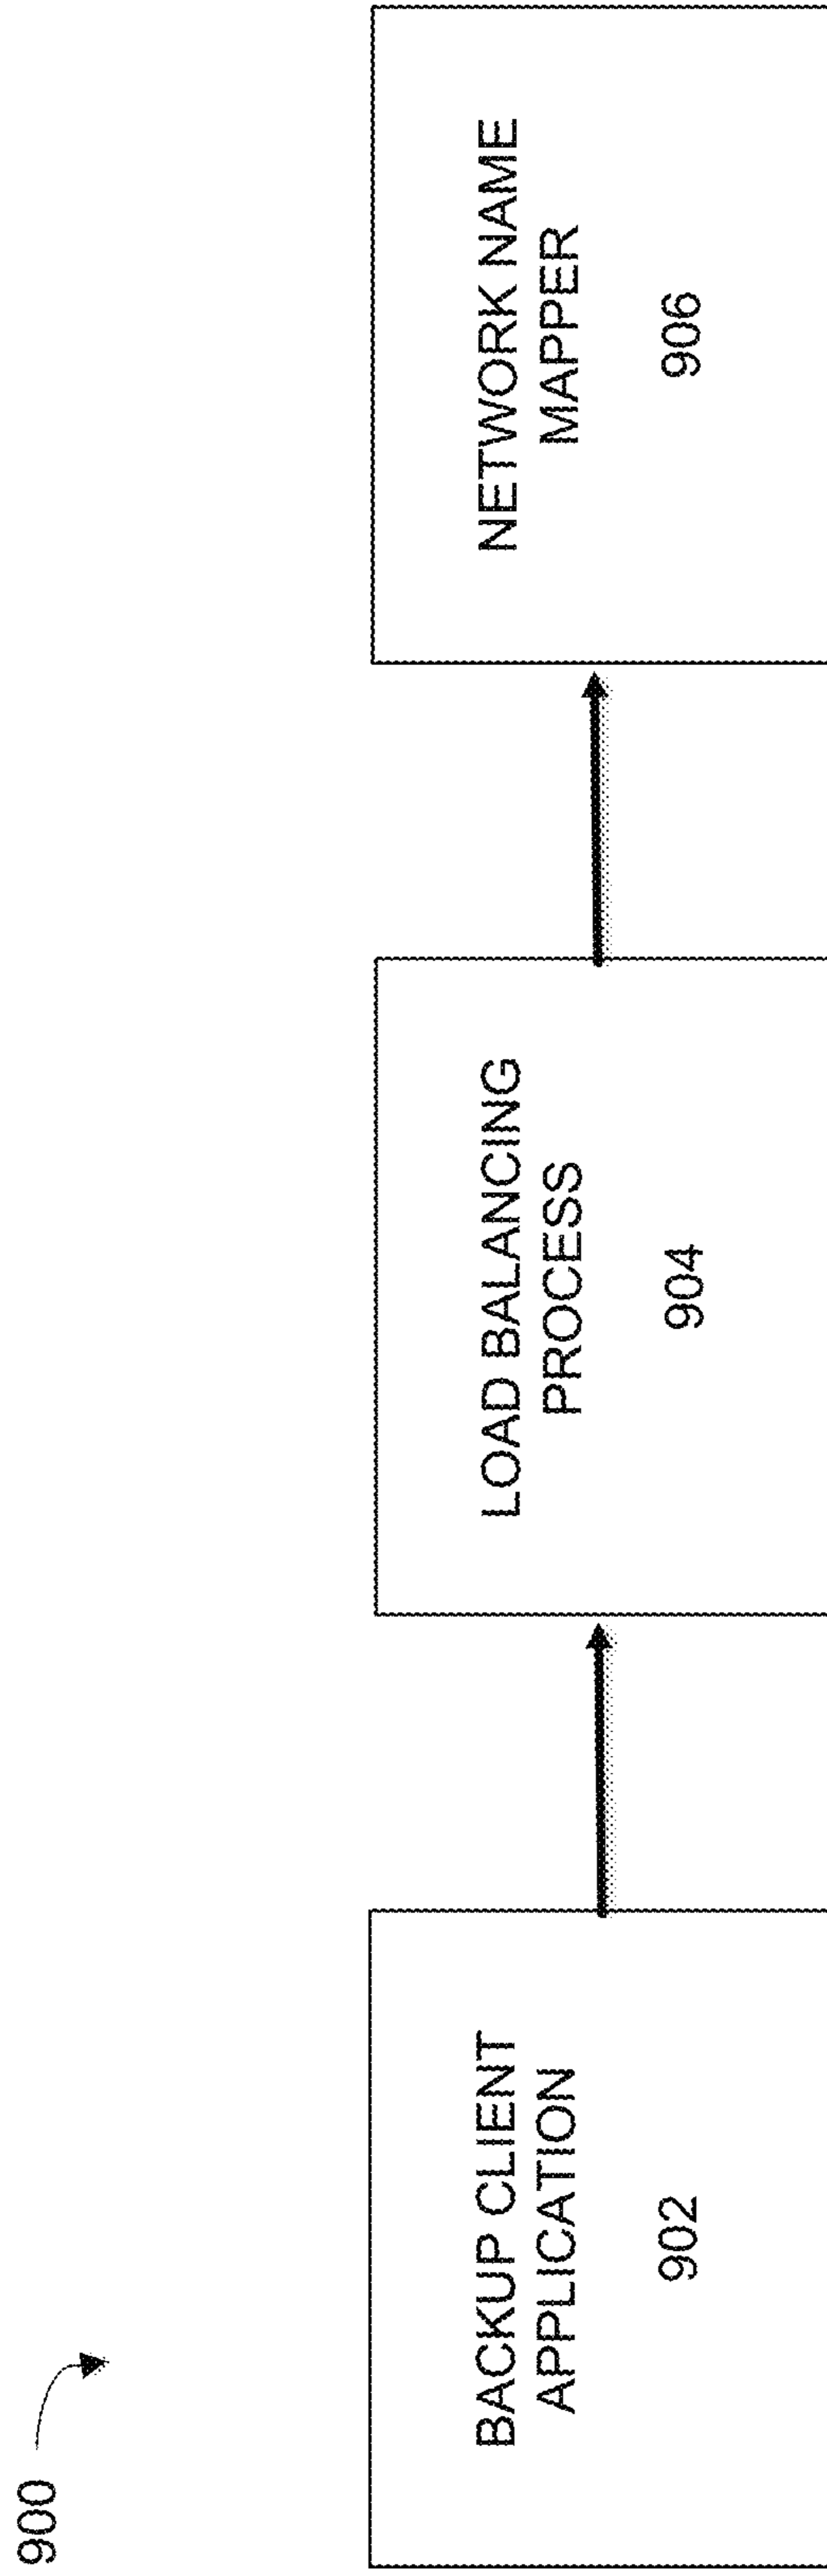 900
BACKUP CLIENT
APPLICATION
902
LOAD BALANCING
PROCESS
904
NETWORK NAME
MAPPER
906